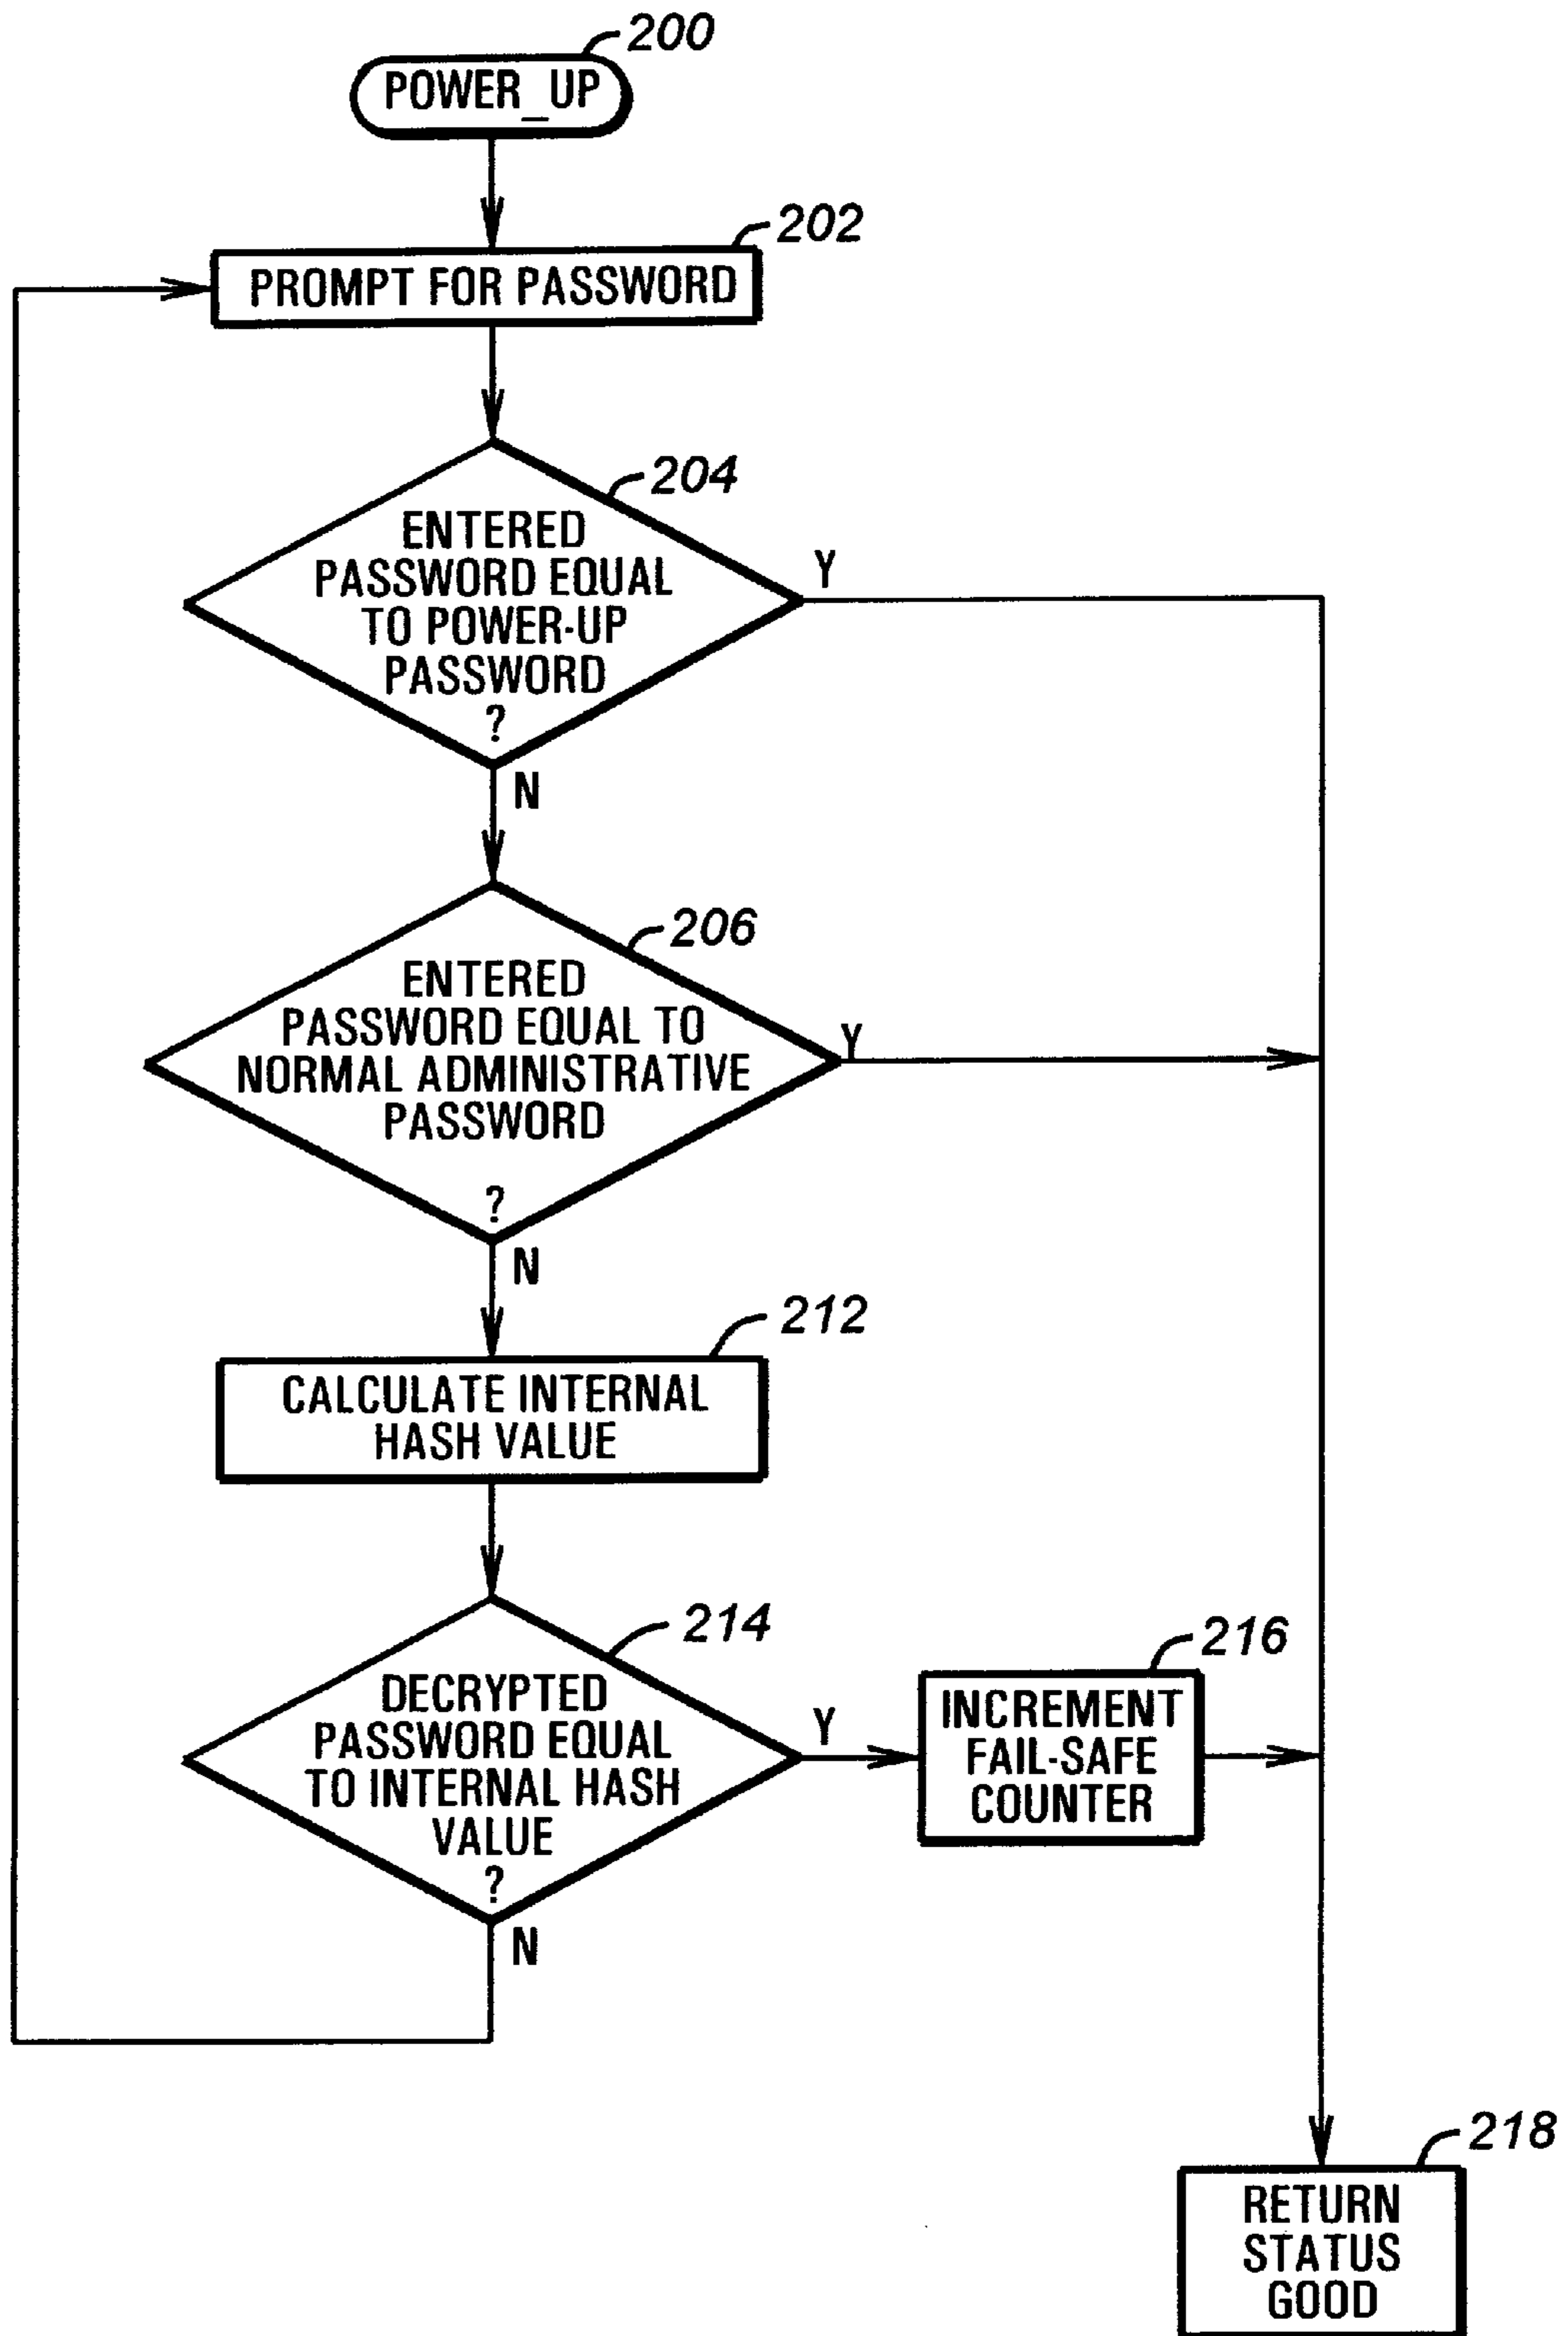 200
POWER_UP
202
PROMPT FOR PASSWORD
204
ENTERED
PASSWORD EQUAL
TO POWER-UP
PASSWORD
?
Y
N
206
ENTERED
PASSWORD EQUAL TO
NORMAL ADMINISTRATIVE
PASSWORD
?
Y
N
212
CALCULATE INTERNAL
HASH VALUE
214
DECRYPTED
PASSWORD EQUAL
TO INTERNAL HASH
VALUE
?
Y
N
216
INCREMENT
FAIL-SAFE
COUNTER
218
RETURN
STATUS
GOOD